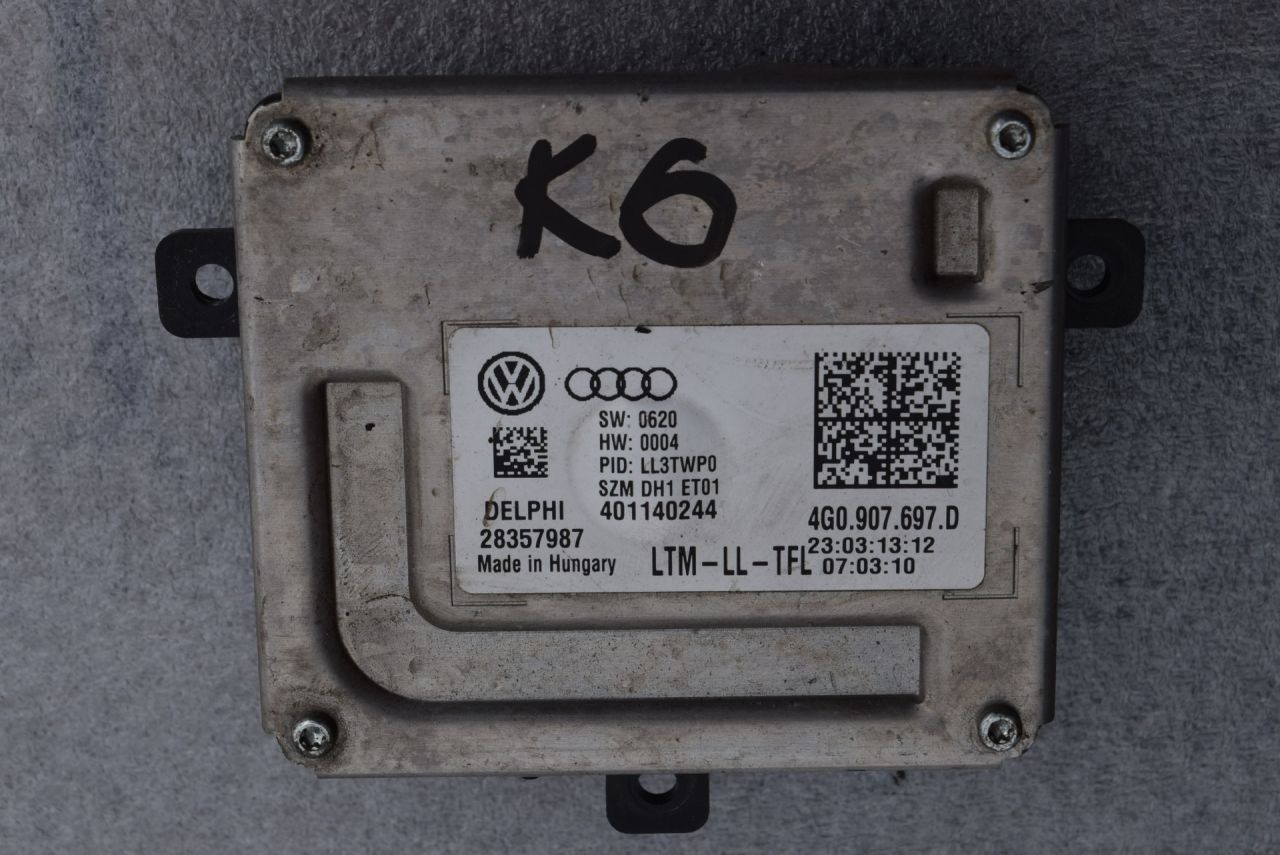 K6
SW: 0620
HW: 0004
PID: LL3TWP0
SZM DH1 ET01
DELPHI 401140244
28357987
Made in Hungary
LTM-LL-TFL
4G0.907.697.D
23:03:13:12
07:03:10